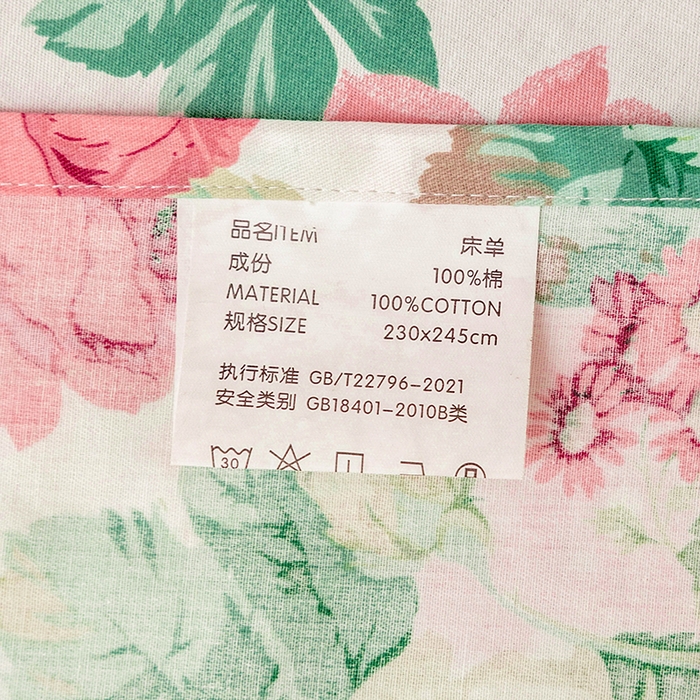 品名ITEM 床单
成份 100%棉
MATERIAL 100%COTTON
规格SIZE 230x245cm
执行标准 GB/T22796-2021
安全类别 GB18401-2010B类
30